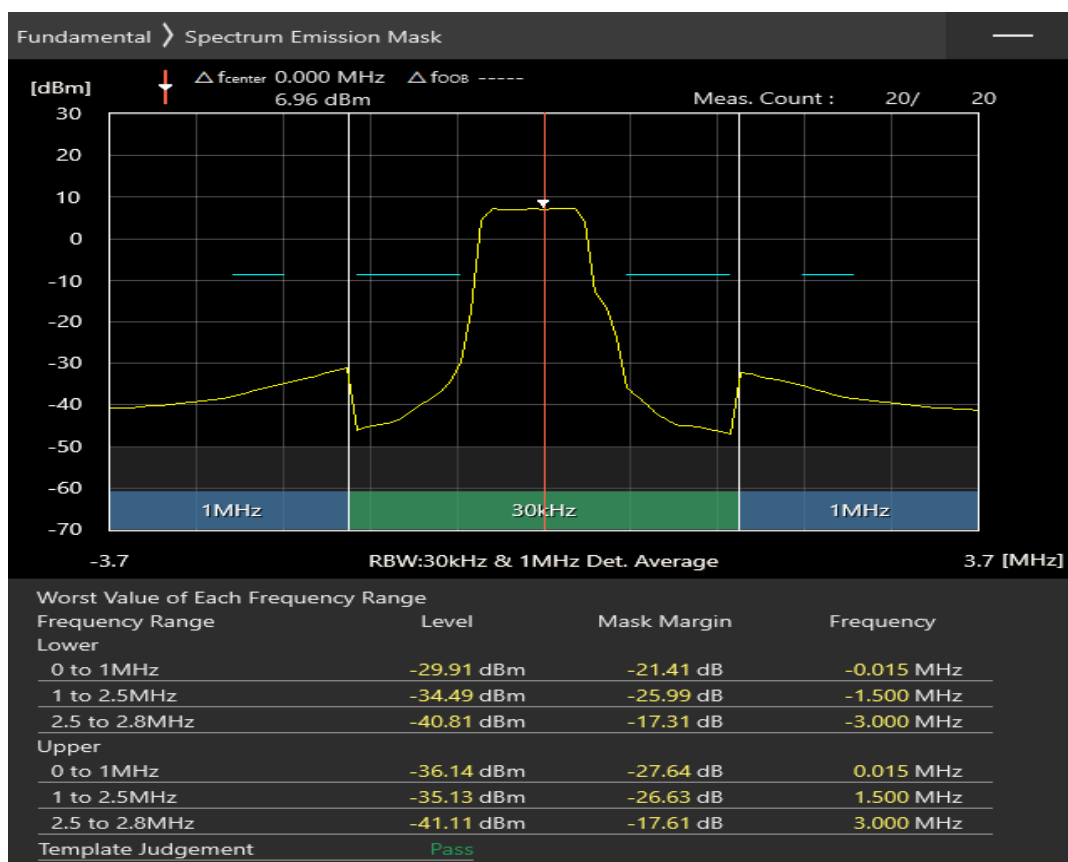 Fundamental ❯ Spectrum Emission Mask
[dBm]
△ fcenter 0.000 MHz △ fOOB -----
6.96 dBm
Meas. Count : 20/ 20
30
20
10
0
-10
-20
-30
-40
-50
-60
-70
1MHz 30kHz 1MHz
-3.7 RBW:30kHz & 1MHz Det. Average 3.7 [MHz]
Worst Value of Each Frequency Range
Frequency Range Level Mask Margin Frequency
Lower
0 to 1MHz -29.91 dBm -21.41 dB -0.015 MHz
1 to 2.5MHz -34.49 dBm -25.99 dB -1.500 MHz
2.5 to 2.8MHz -40.81 dBm -17.31 dB -3.000 MHz
Upper
0 to 1MHz -36.14 dBm -27.64 dB 0.015 MHz
1 to 2.5MHz -35.13 dBm -26.63 dB 1.500 MHz
2.5 to 2.8MHz -41.11 dBm -17.61 dB 3.000 MHz
Template Judgement Pass